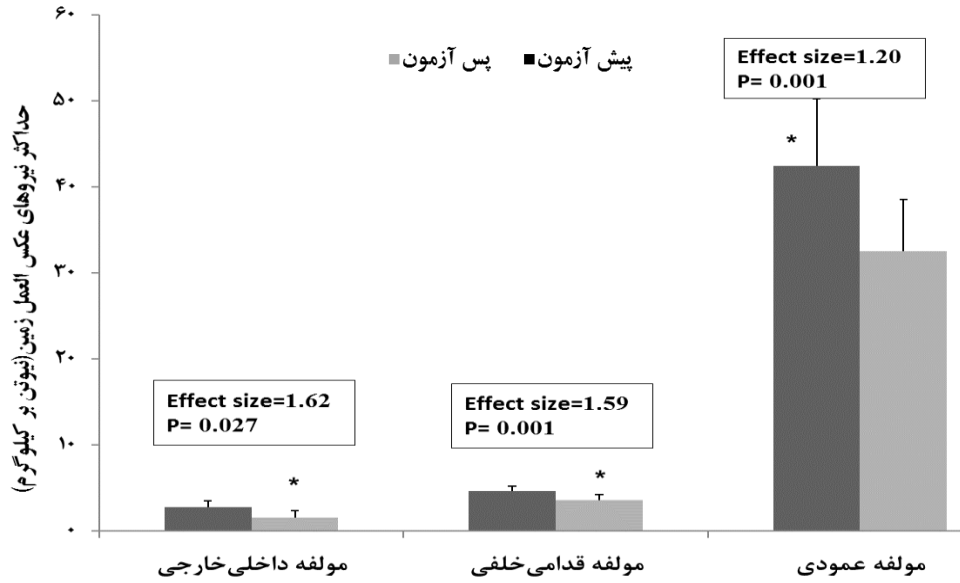 حداکثر نیروهای عکس العمل زمین(نیوتن بر کیلوگرم)
۶۰
۵۰
۴۰
۳۰
۲۰
۱۰
۰
پیش آزمون
پس آزمون
Effect size=1.62
P= 0.027
*
Effect size=1.59
P= 0.001
*
Effect size=1.20
P= 0.001
*
مولفه داخلی‌خارجی
مولفه قدامی‌خلفی
مولفه عمودی